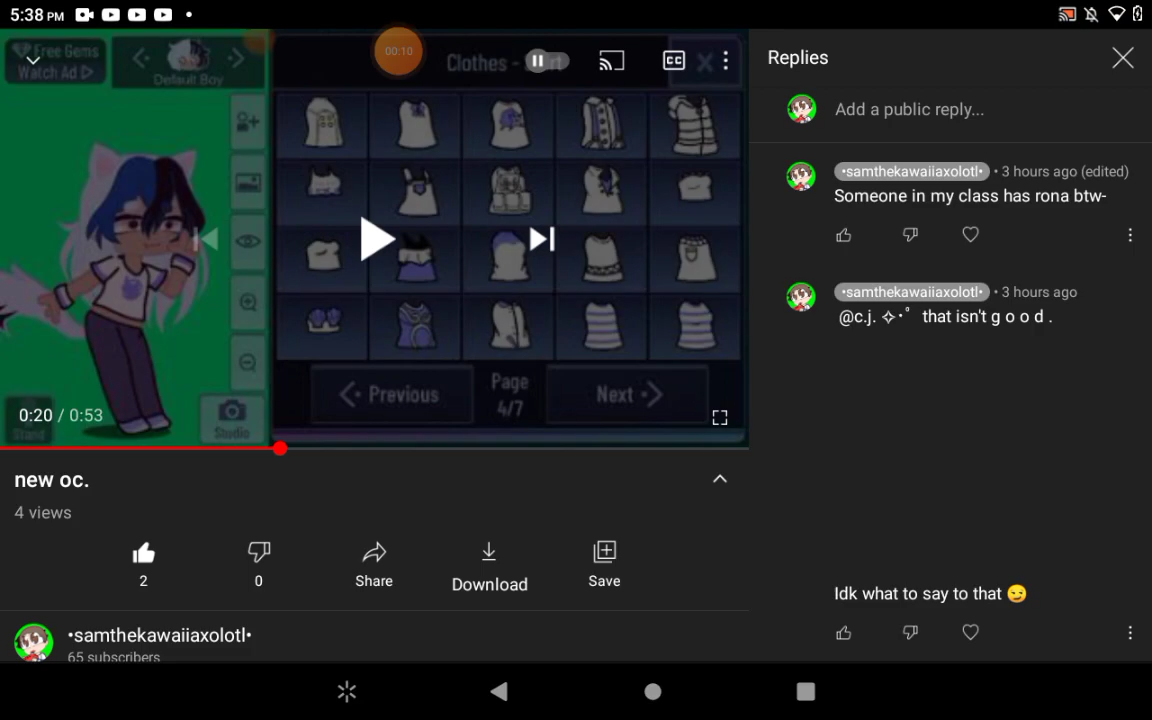 5:38 PM
Free Gems
Watch Ad
Default Boy
00:10
Clothes -
CC
X
Previous
Page
4/7
Next
Stand
Studio
0:20 / 0:53
new oc.
4 views
2
0
Share
Download
Save
•samthekawaiiaxolotl•
65 subscribers
Replies
Add a public reply...
•samthekawaiiaxolotl• • 3 hours ago (edited)
Someone in my class has rona btw-
•samthekawaiiaxolotl• • 3 hours ago
@c.j. ✧･ﾟ that isn't g o o d .
Idk what to say to that 😏